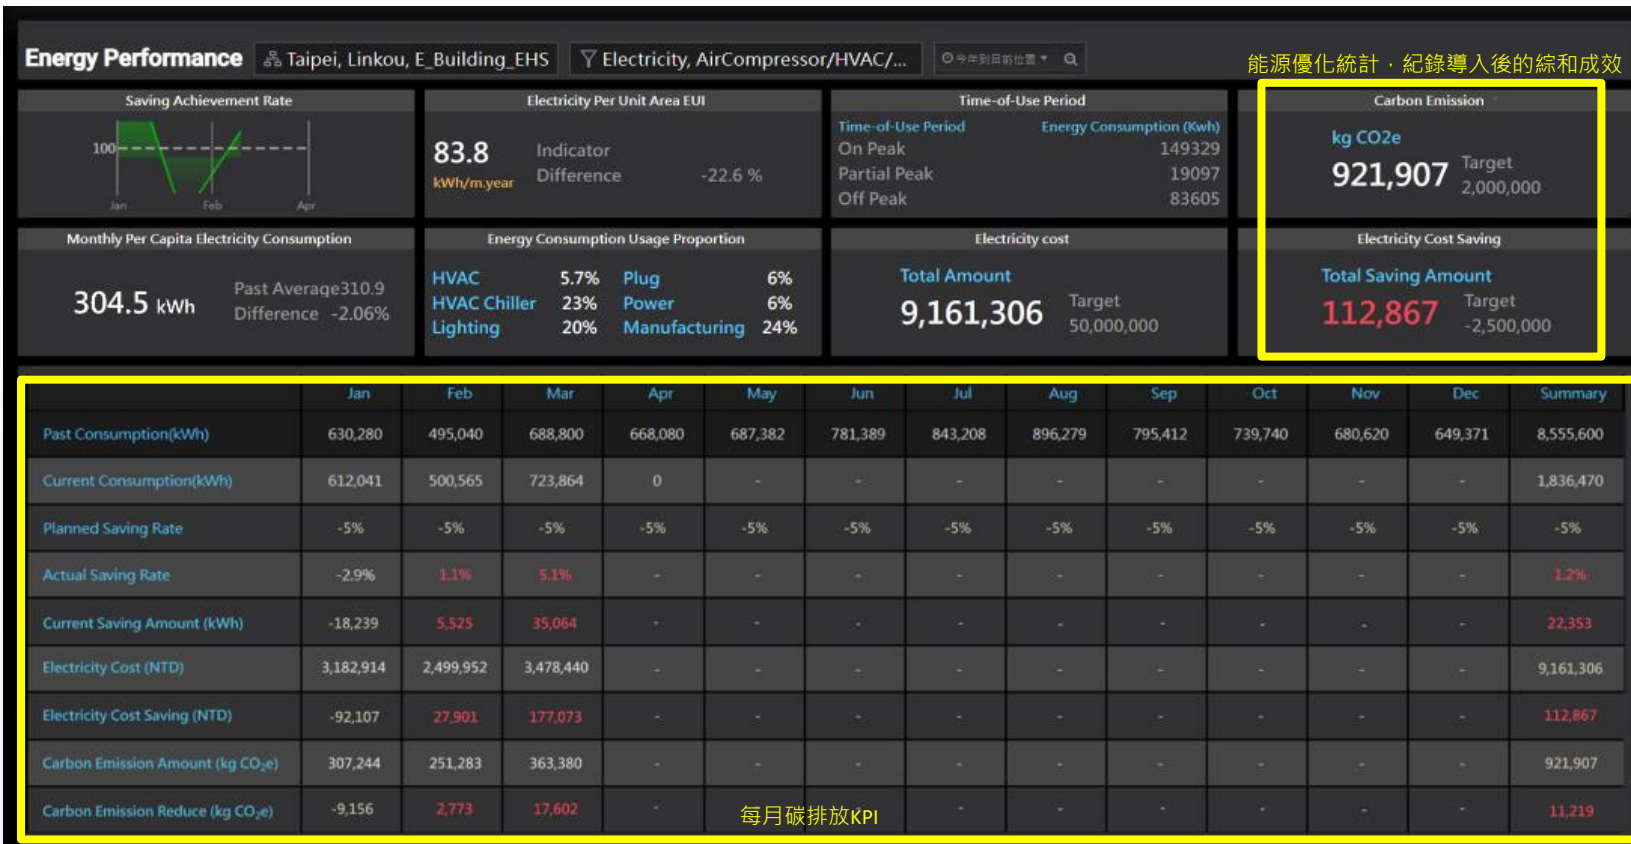 Energy Performance Taipei, Linkou, E_Building_EHS Electricity, AirCompressor/HVAC/... 今年到目前位置
能源優化統計，紀錄導入後的綜和成效
Saving Achievement Rate
100
Jan Feb Apr
Electricity Per Unit Area EUI
83.8 Indicator
kWh/m.year Difference -22.6 %
Time-of-Use Period
Time-of-Use Period Energy Consumption (Kwh)
On Peak 149329
Partial Peak 19097
Off Peak 83605
Carbon Emission
kg CO2e
921,907 Target
2,000,000
Monthly Per Capita Electricity Consumption
304.5 kWh Past Average310.9
Difference -2.06%
Energy Consumption Usage Proportion
HVAC 5.7% Plug 6%
HVAC Chiller 23% Power 6%
Lighting 20% Manufacturing 24%
Electricity cost
Total Amount
9,161,306 Target
50,000,000
Electricity Cost Saving
Total Saving Amount
112,867 Target
-2,500,000
Jan Feb Mar Apr May Jun Jul Aug Sep Oct Nov Dec Summary
Past Consumption(kWh) 630,280 495,040 688,800 668,080 687,382 781,389 843,208 896,279 795,412 739,740 680,620 649,371 8,555,600
Current Consumption(kWh) 612,041 500,565 723,864 0 - - - - - - - - 1,836,470
Planned Saving Rate -5% -5% -5% -5% -5% -5% -5% -5% -5% -5% -5% -5% -5%
Actual Saving Rate -2.9% 1.1% 5.1% - - - - - - - - - 1.2%
Current Saving Amount (kWh) -18,239 5,525 35,064 - - - - - - - - - 22,353
Electricity Cost (NTD) 3,182,914 2,499,952 3,478,440 - - - - - - - - - 9,161,306
Electricity Cost Saving (NTD) -92,107 27,901 177,073 - - - - - - - - - 112,867
Carbon Emission Amount (kg CO₂e) 307,244 251,283 363,380 - - - - - - - - - 921,907
Carbon Emission Reduce (kg CO₂e) -9,156 2,773 17,602 - - - - - - - - - 11,219
每月碳排放KPI